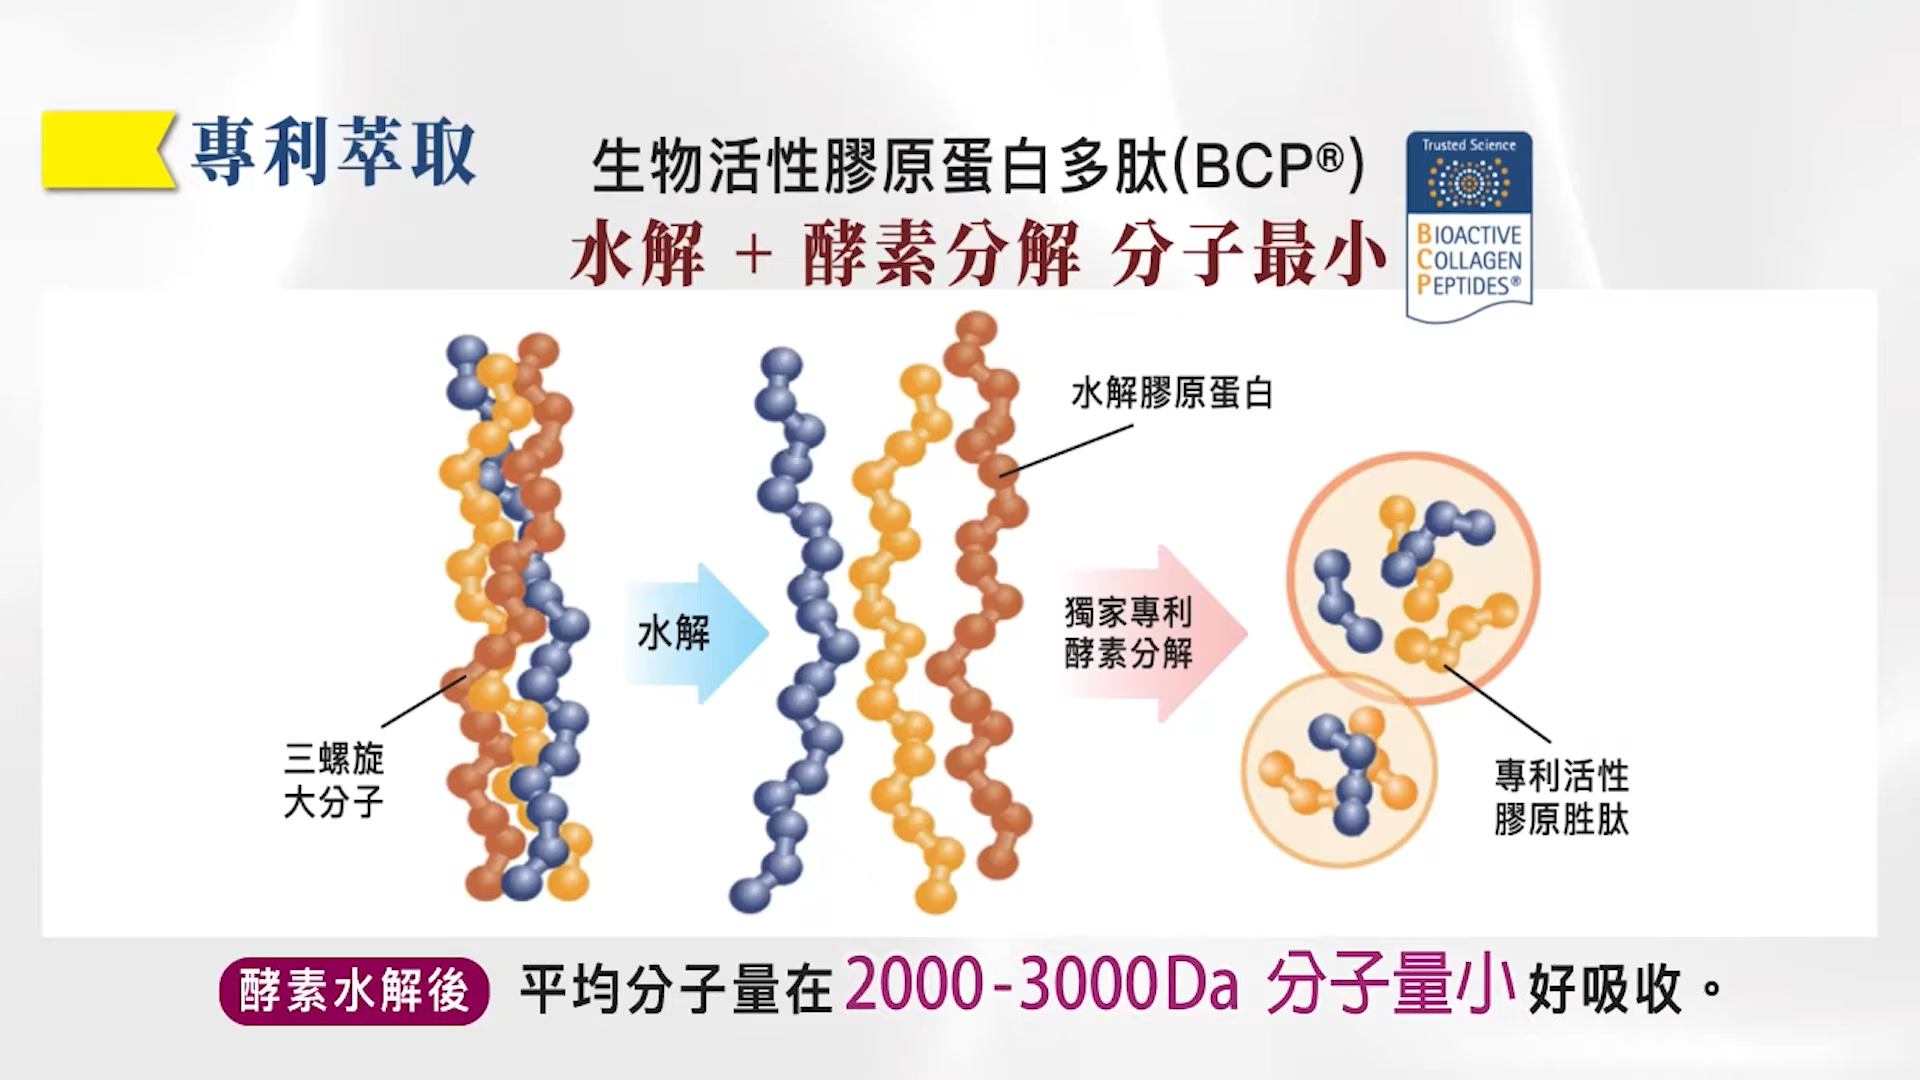 專利萃取
生物活性膠原蛋白多肽(BCP®)
水解 + 酵素分解 分子最小
Trusted Science
BIOACTIVE
COLLAGEN
PEPTIDES®
水解膠原蛋白
水解
獨家專利
酵素分解
三螺旋
大分子
專利活性
膠原胜肽
酵素水解後 平均分子量在2000-3000Da 分子量小好吸收。